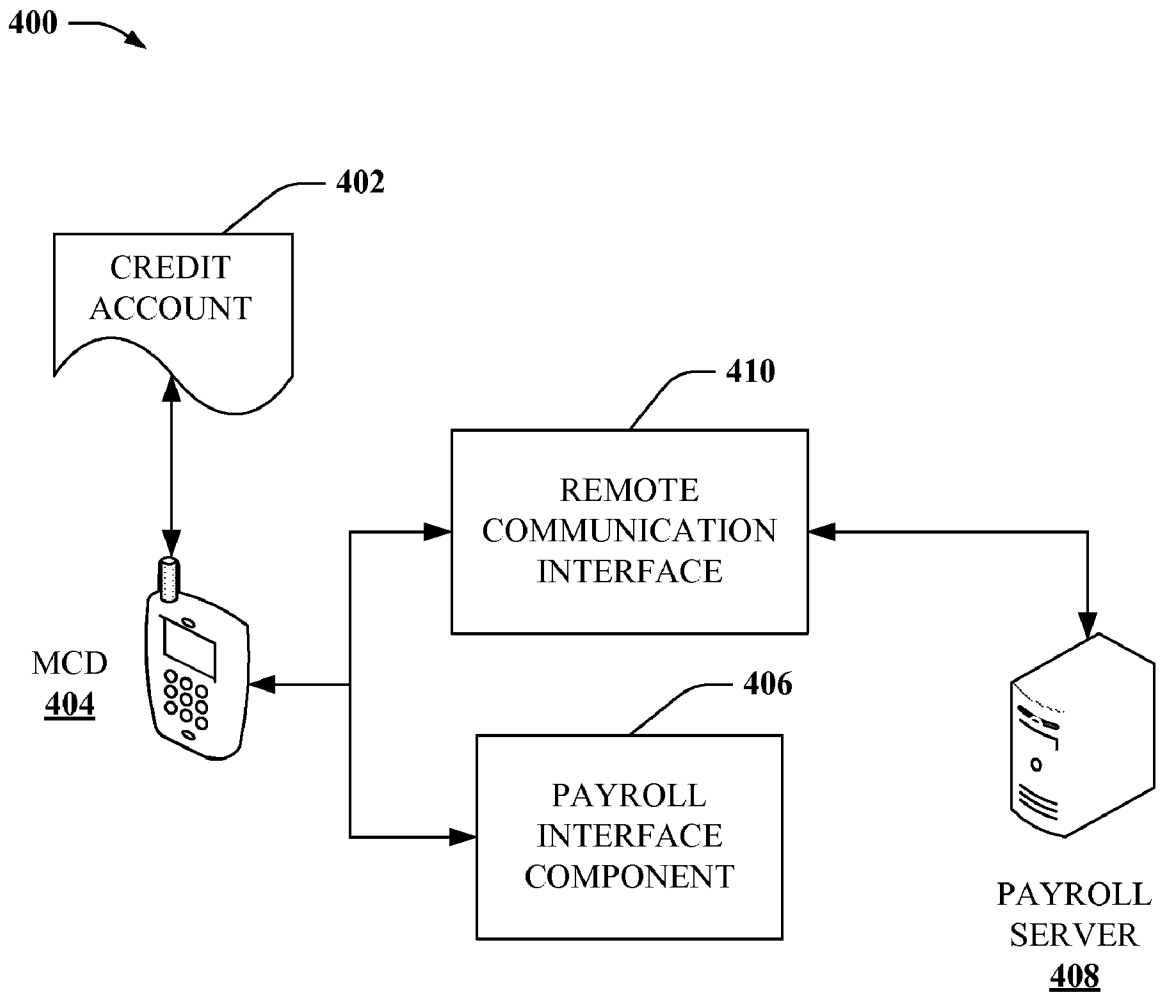 400
402
CREDIT
ACCOUNT
410
REMOTE
COMMUNICATION
INTERFACE
MCD
404
406
PAYROLL
INTERFACE
COMPONENT
PAYROLL
SERVER
408